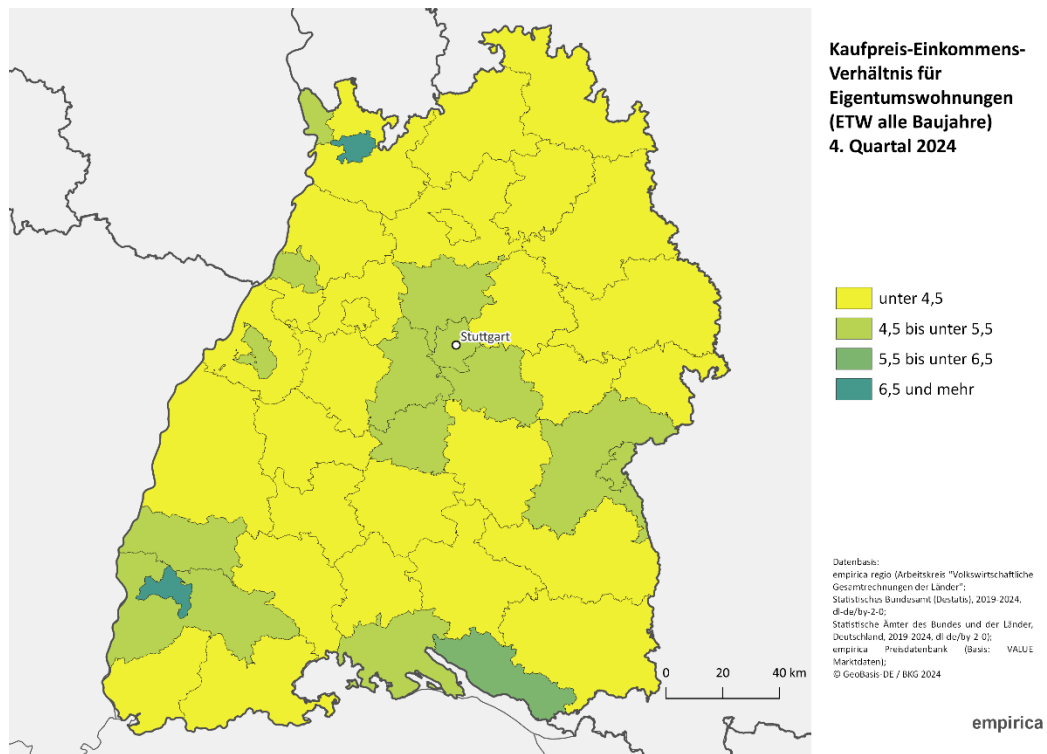 Kaufpreis-Einkommens-
Verhältnis für
Eigentumswohnungen
(ETW alle Baujahre)
4. Quartal 2024
unter 4,5
4,5 bis unter 5,5
5,5 bis unter 6,5
6,5 und mehr
Stuttgart
Datenbasis:
empirica regio (Arbeitskreis "Volkswirtschaftliche
Gesamtrechnungen der Länder";
Statistisches Bundesamt (Destatis), 2019-2024,
dl-de/by-2-0;
Statistische Ämter des Bundes und der Länder,
Deutschland, 2019-2024, dl-de/by-2-0);
empirica Preisdatenbank (Basis: VALUE
Marktdaten);
© GeoBasis-DE / BKG 2024
0 20 40 km
empirica